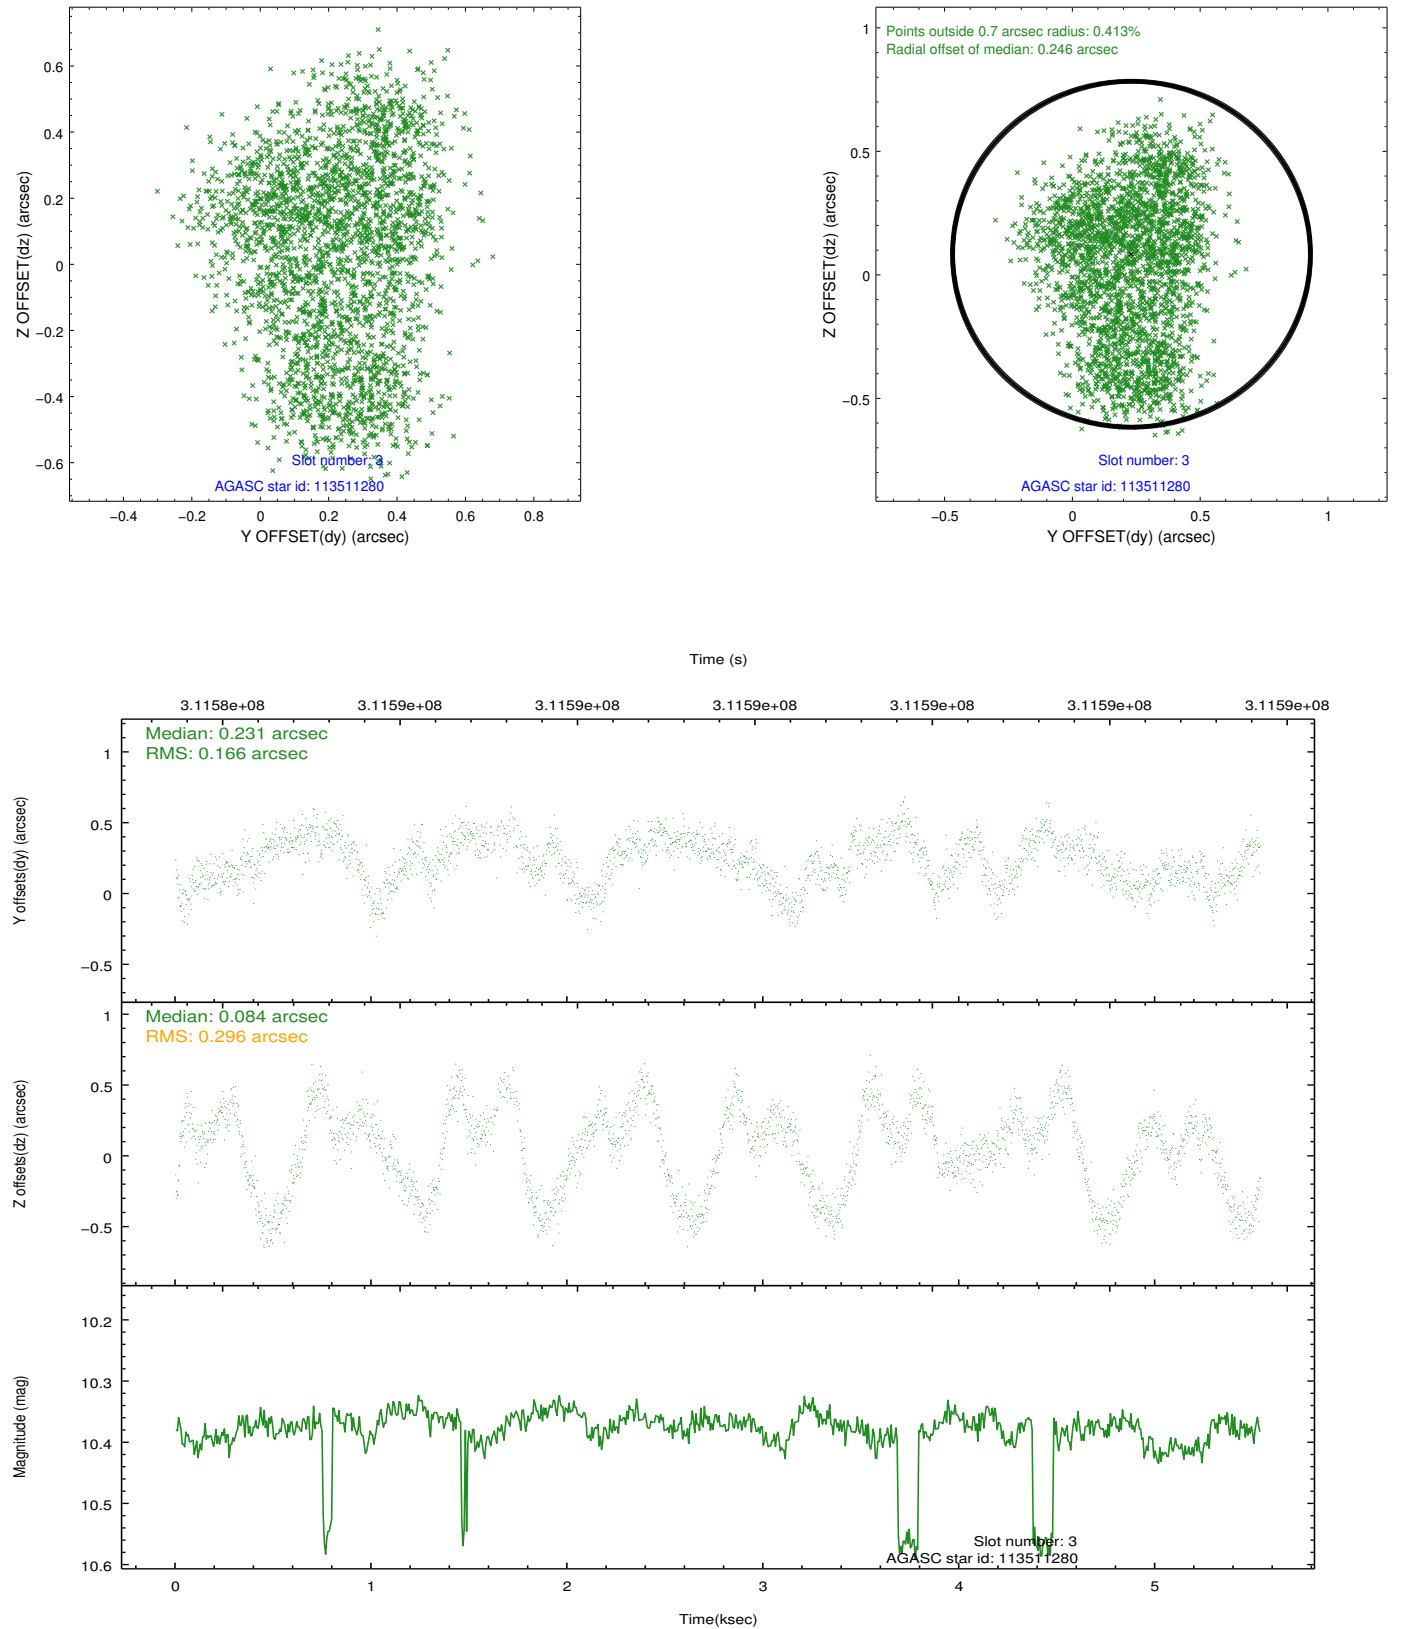 0.6
0.4
0.2
0
−0.2
−0.4
−0.6
Z OFFSET(dz) (arcsec)
Slot number: 3
AGASC star id: 113511280
−0.4 −0.2 0 0.2 0.4 0.6 0.8
Y OFFSET(dy) (arcsec)
Points outside 0.7 arcsec radius: 0.413%
Radial offset of median: 0.246 arcsec
1
0.5
0
−0.5
Z OFFSET(dz) (arcsec)
Slot number: 3
AGASC star id: 113511280
−0.5 0 0.5 1
Y OFFSET(dy) (arcsec)
Time (s)
3.1158e+08 3.1159e+08 3.1159e+08 3.1159e+08 3.1159e+08 3.1159e+08 3.1159e+08
Median: 0.231 arcsec
RMS: 0.166 arcsec
1
0.5
0
−0.5
Y offsets(dy) (arcsec)
Median: 0.084 arcsec
RMS: 0.296 arcsec
1
0.5
0
−0.5
Z offsets(dz) (arcsec)
10.2
10.3
10.4
10.5
10.6
Magnitude (mag)
Slot number: 3
AGASC star id: 113511280
0 1 2 3 4 5
Time(ksec)